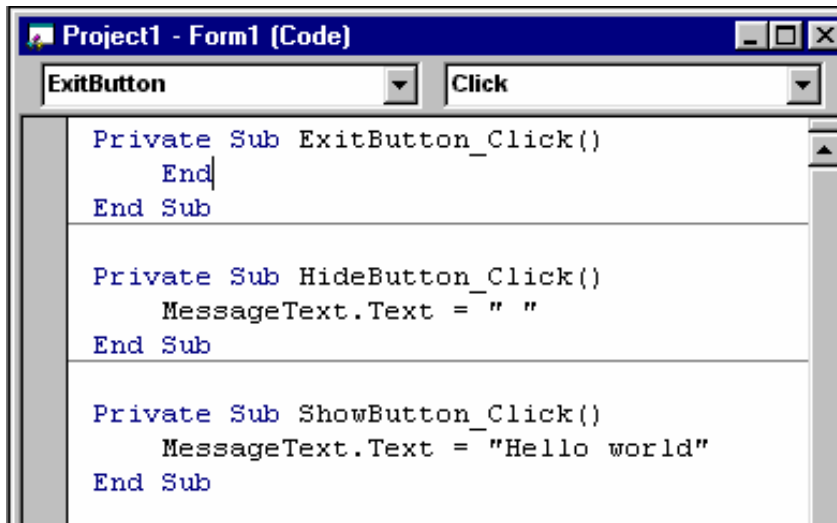 Project1 - Form1 (Code)
ExitButton Click
Private Sub ExitButton_Click()
End
End Sub
Private Sub HideButton_Click()
MessageText.Text = " "
End Sub
Private Sub ShowButton_Click()
MessageText.Text = "Hello world"
End Sub